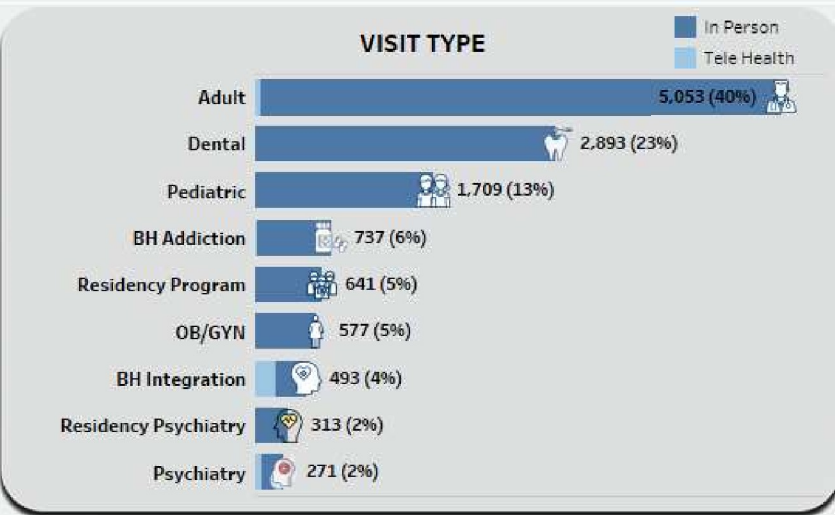 VISIT TYPE
In Person
Tele Health
Adult 5,053 (40%)
Dental 2,893 (23%)
Pediatric 1,709 (13%)
BH Addiction 737 (6%)
Residency Program 641 (5%)
OB/GYN 577 (5%)
BH Integration 493 (4%)
Residency Psychiatry 313 (2%)
Psychiatry 271 (2%)